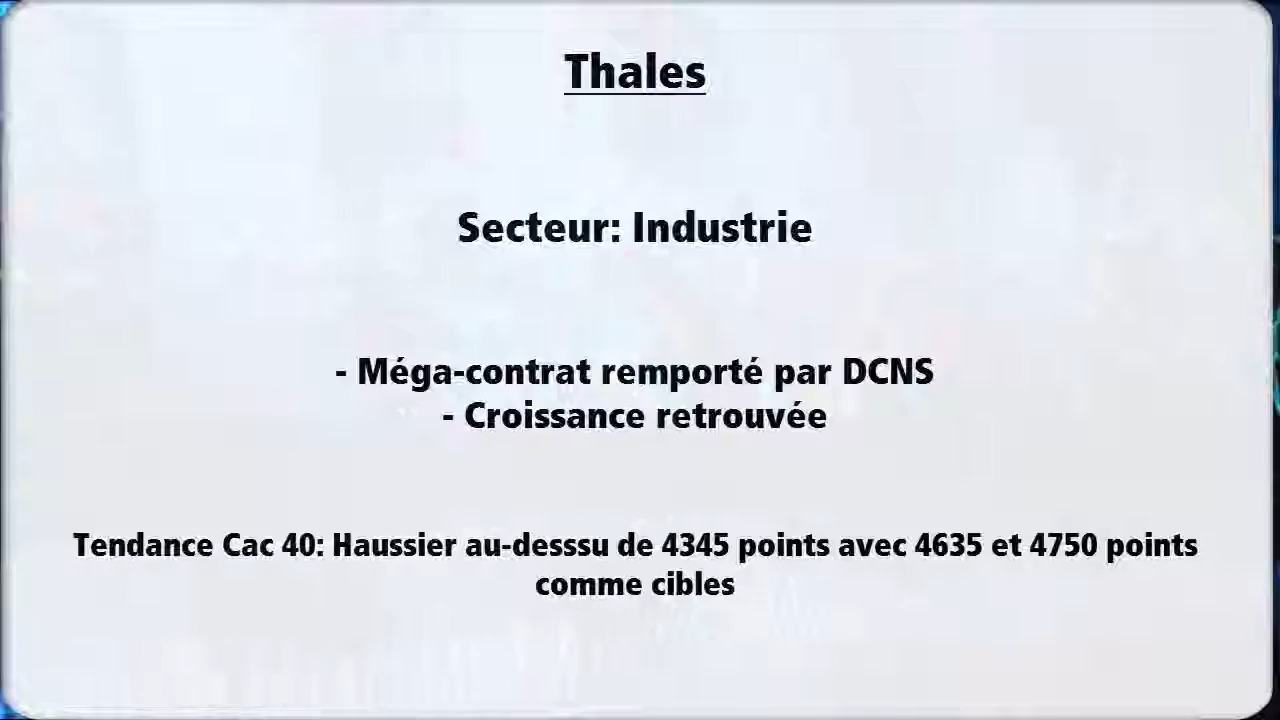 Thales
Secteur: Industrie
- Méga-contrat remporté par DCNS
- Croissance retrouvée
Tendance Cac 40: Haussier au-desssu de 4345 points avec 4635 et 4750 points
comme cibles